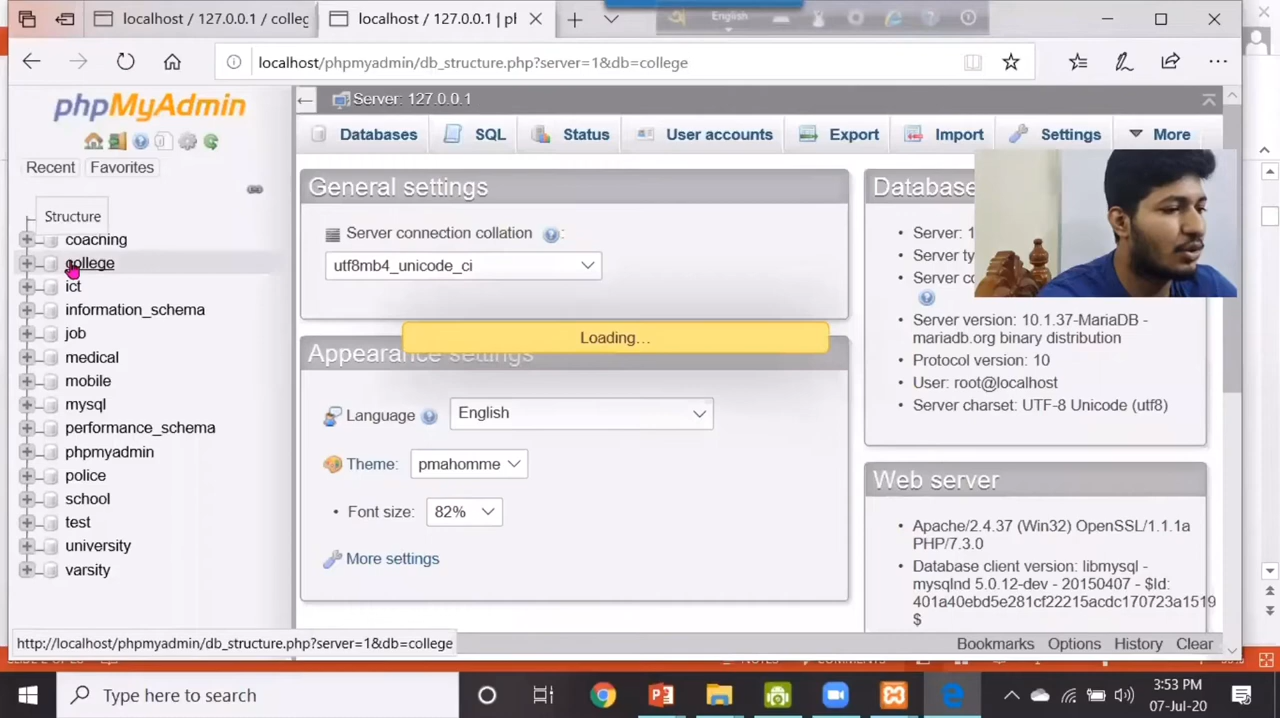 localhost / 127.0.0.1 / colleg
localhost / 127.0.0.1 | pl
English
localhost/phpmyadmin/db_structure.php?server=1&db=college
phpMyAdmin
Recent
Favorites
Structure
coaching
college
ict
information_schema
job
medical
mobile
mysql
performance_schema
phpmyadmin
police
school
test
university
varsity
http://localhost/phpmyadmin/db_structure.php?server=1&db=college
Server: 127.0.0.1
Databases
SQL
Status
User accounts
Export
Import
Settings
More
General settings
Server connection collation
:
utf8mb4_unicode_ci
Loading…
Appearance settings
Language
English
Theme:
pmahomme
• Font size:
82%
More settings
Database
• Server: 1
• Server ty
• Server co
• Server version: 10.1.37-MariaDB -
mariadb.org binary distribution
• Protocol version: 10
• User: root@localhost
• Server charset: UTF-8 Unicode (utf8)
Web server
• Apache/2.4.37 (Win32) OpenSSL/1.1.1a
PHP/7.3.0
• Database client version: libmysql -
mysqlnd 5.0.12-dev - 20150407 - $Id:
401a40ebd5e281cf22215acdc170723a1519
$
Bookmarks
Options
History
Clear
Type here to search
3:53 PM
07-Jul-20